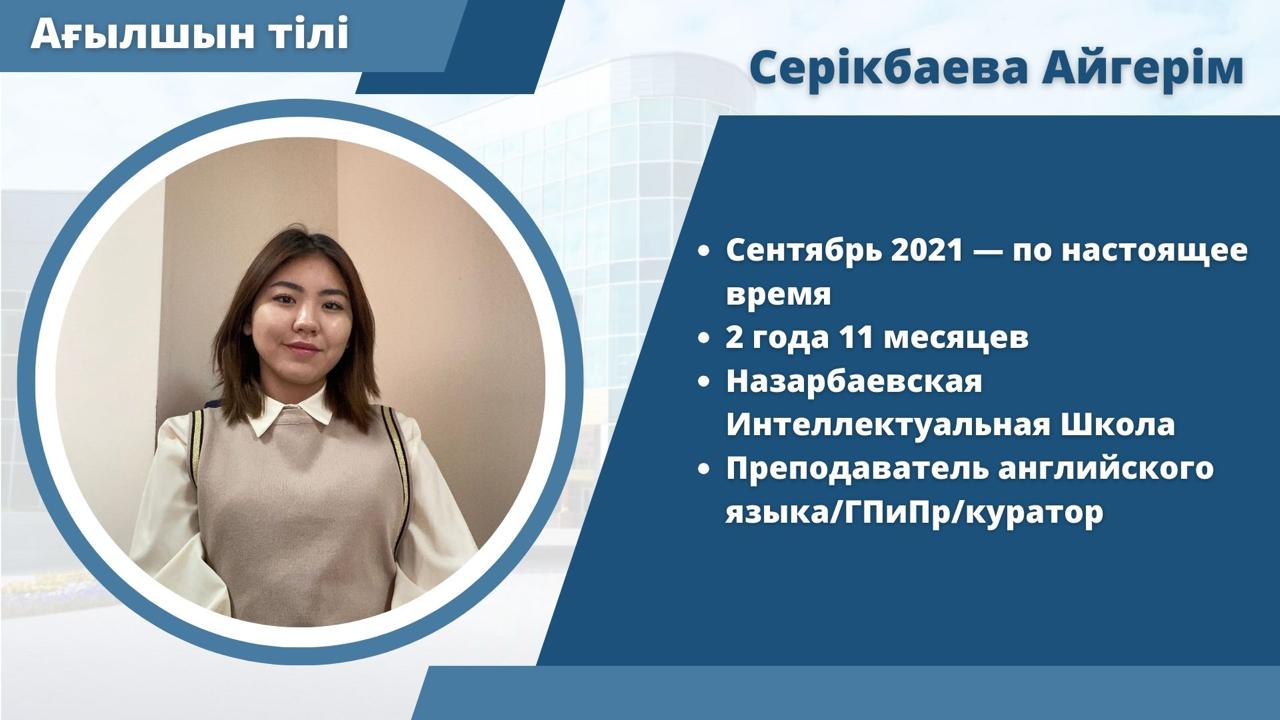 Ағылшын тілі
Серікбаева Айгерім
• Сентябрь 2021 — по настоящее
время
• 2 года 11 месяцев
• Назарбаевская
Интеллектуальная Школа
• Преподаватель английского
языка/ГПиПр/куратор